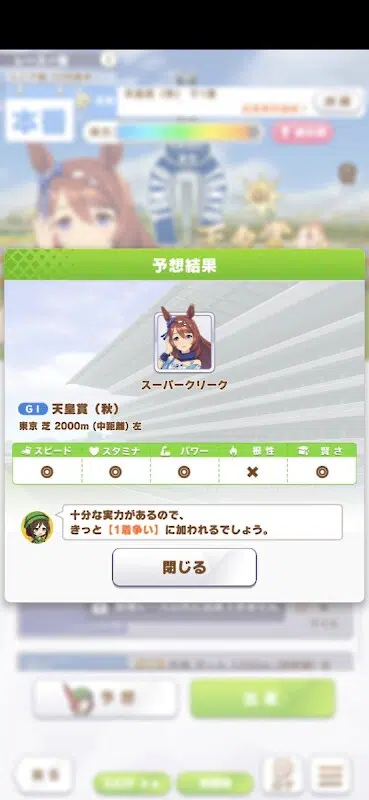 本番
予想結果
スーパークリーク
GI 天皇賞（秋）
東京 芝 2000m (中距離) 左
スピード スタミナ パワー 根性 賢さ
◎ ◎ ◎ × ◎
十分な実力があるので、
きっと【1着争い】に加われるでしょう。
閉じる
予想
出走
戻る